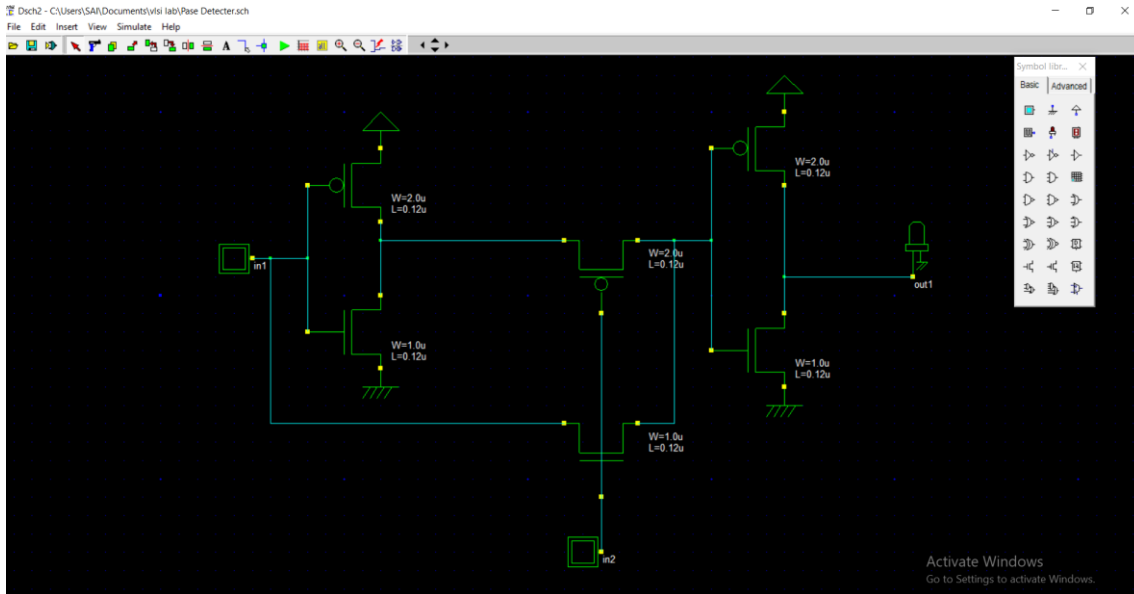 Dsch2 - C:\Users\SAI\Documents\vlsi lab\Pase Detecter.sch
File Edit Insert View Simulate Help
Symbol libr...
Basic Advanced
W=2.0u
L=0.12u
W=2.0u
L=0.12u
in1
W=2.0u
L=0.12u
out1
W=1.0u
L=0.12u
W=1.0u
L=0.12u
W=1.0u
L=0.12u
in2
Activate Windows
Go to Settings to activate Windows.